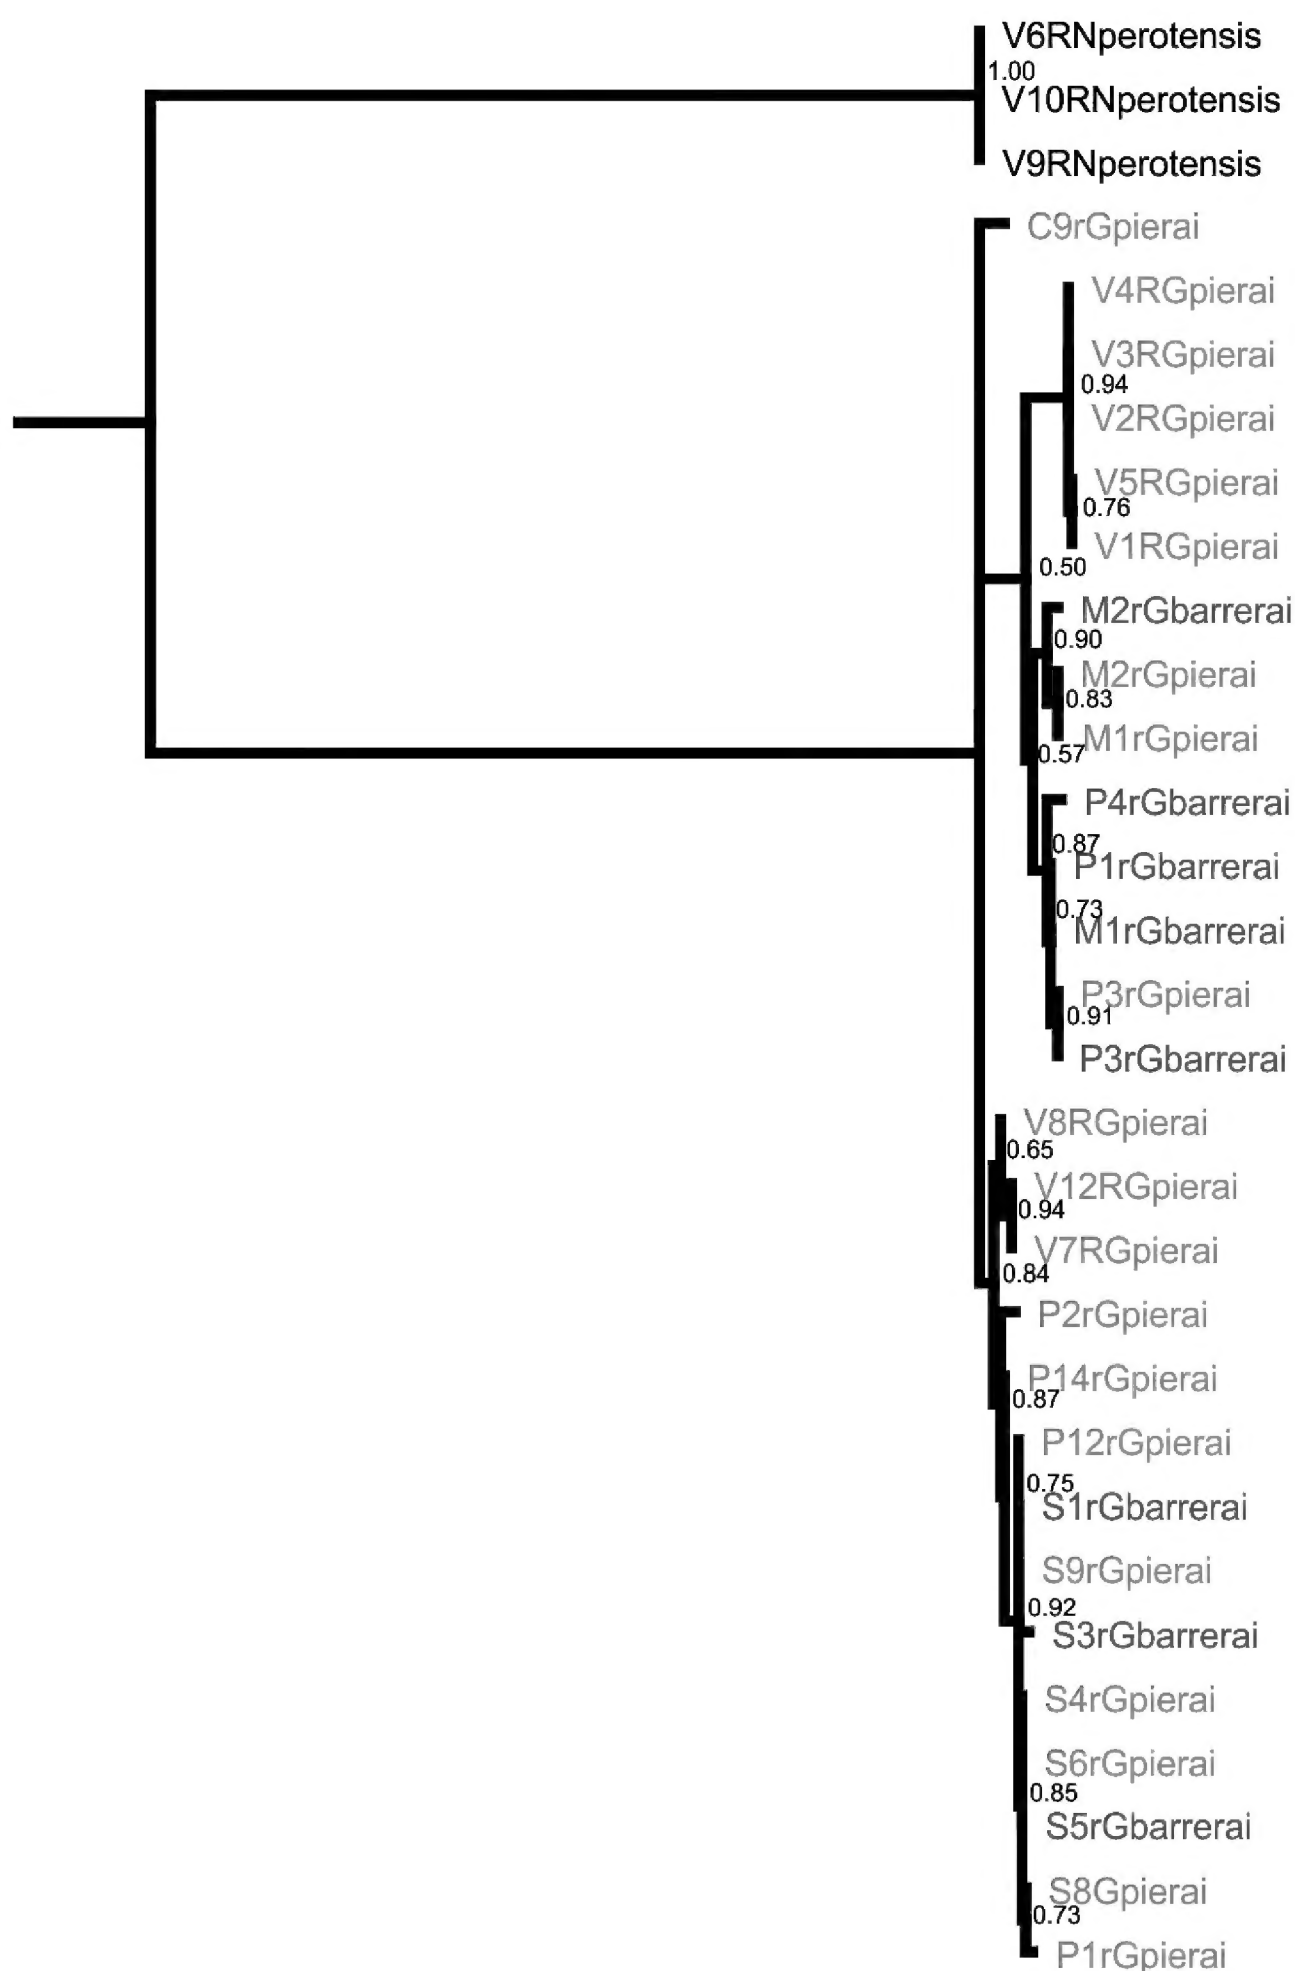 V6RNperotensis
1.00
V10RNperotensis
V9RNperotensis
C9rGpierai
V4RGpierai
V3RGpierai
0.94
V2RGpierai
V5RGpierai
0.76
V1RGpierai
0.50
M2rGbarrerai
0.90
M2rGpierai
0.83
M1rGpierai
0.57
P4rGbarrerai
0.87
P1rGbarrerai
0.73
M1rGbarrerai
P3rGpierai
0.91
P3rGbarrerai
V8RGpierai
0.65
V12RGpierai
0.94
V7RGpierai
0.84
P2rGpierai
P14rGpierai
0.87
P12rGpierai
0.75
S1rGbarrerai
S9rGpierai
0.92
S3rGbarrerai
S4rGpierai
S6rGpierai
0.85
S5rGbarrerai
S8Gpierai
0.73
P1rGpierai